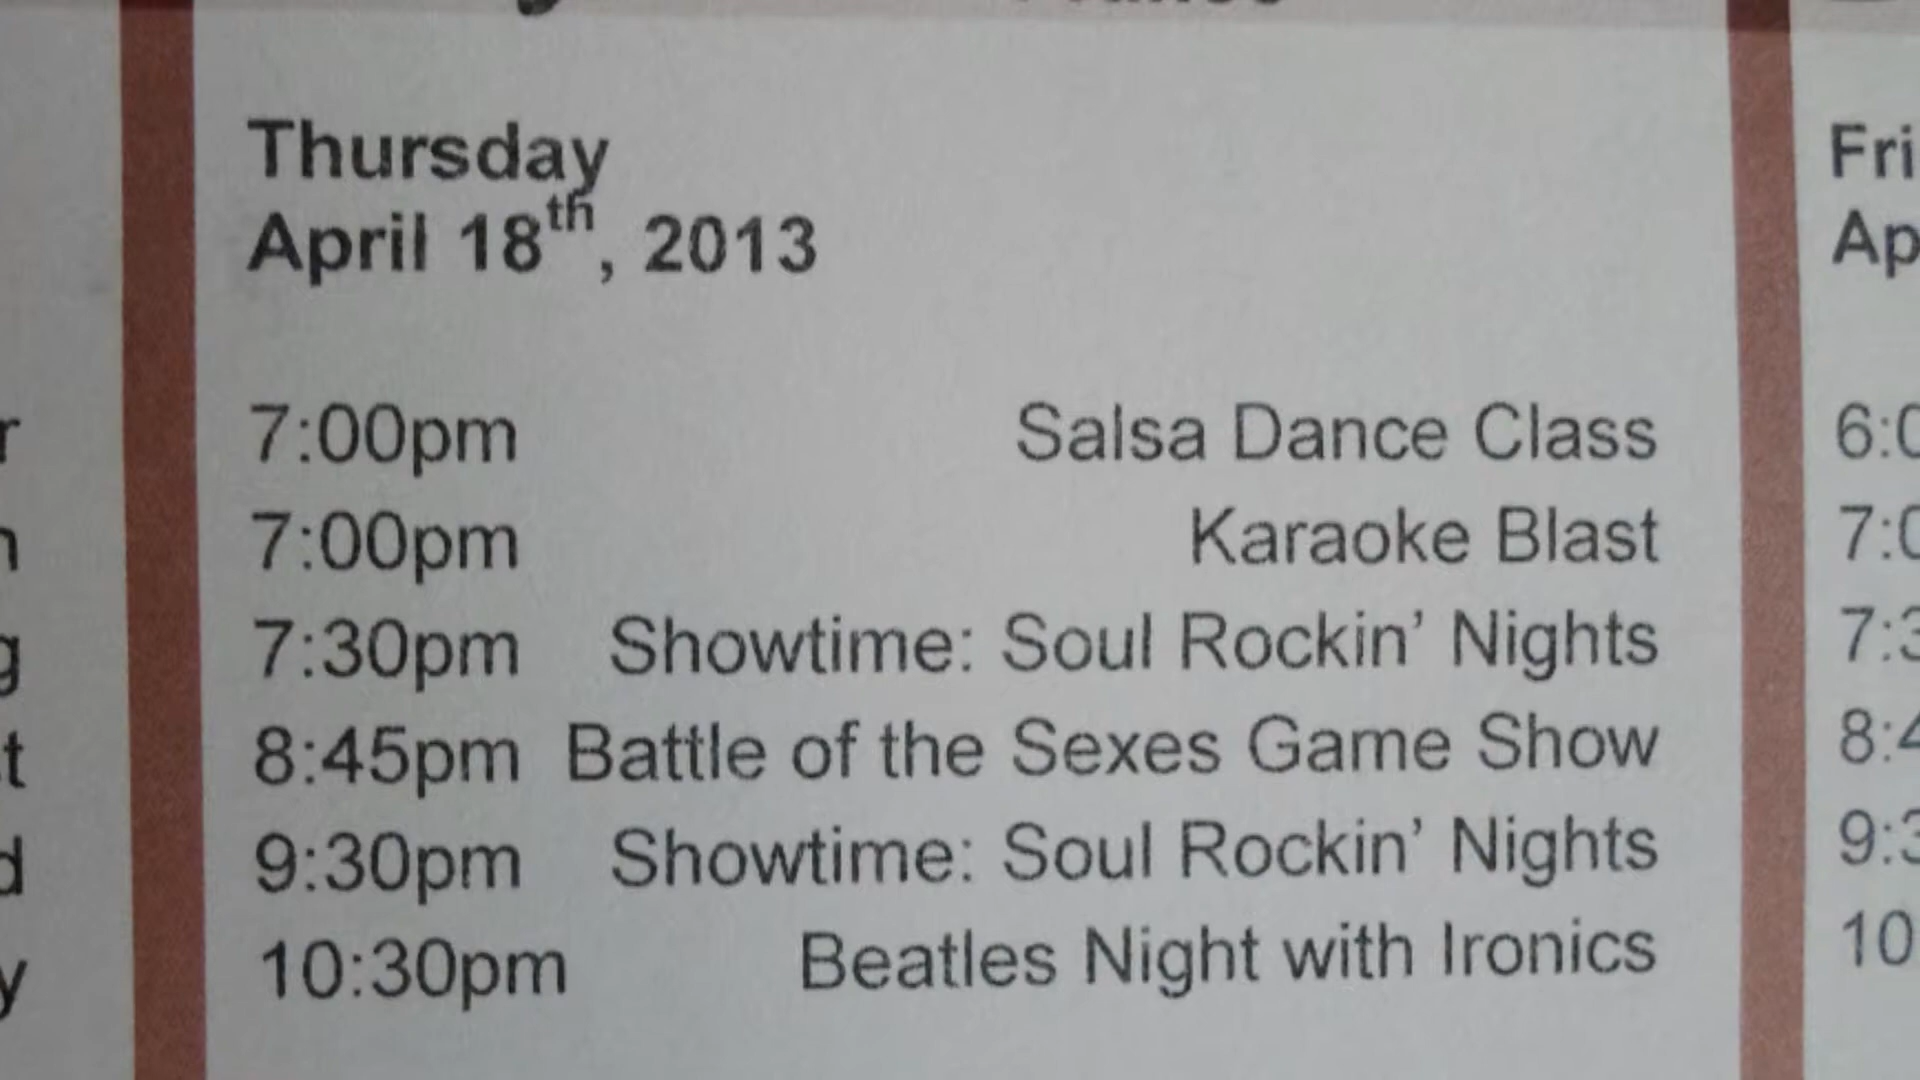 Thursday
April 18th, 2013
7:00pm Salsa Dance Class
7:00pm Karaoke Blast
7:30pm Showtime: Soul Rockin’ Nights
8:45pm Battle of the Sexes Game Show
9:30pm Showtime: Soul Rockin’ Nights
10:30pm Beatles Night with Ironics